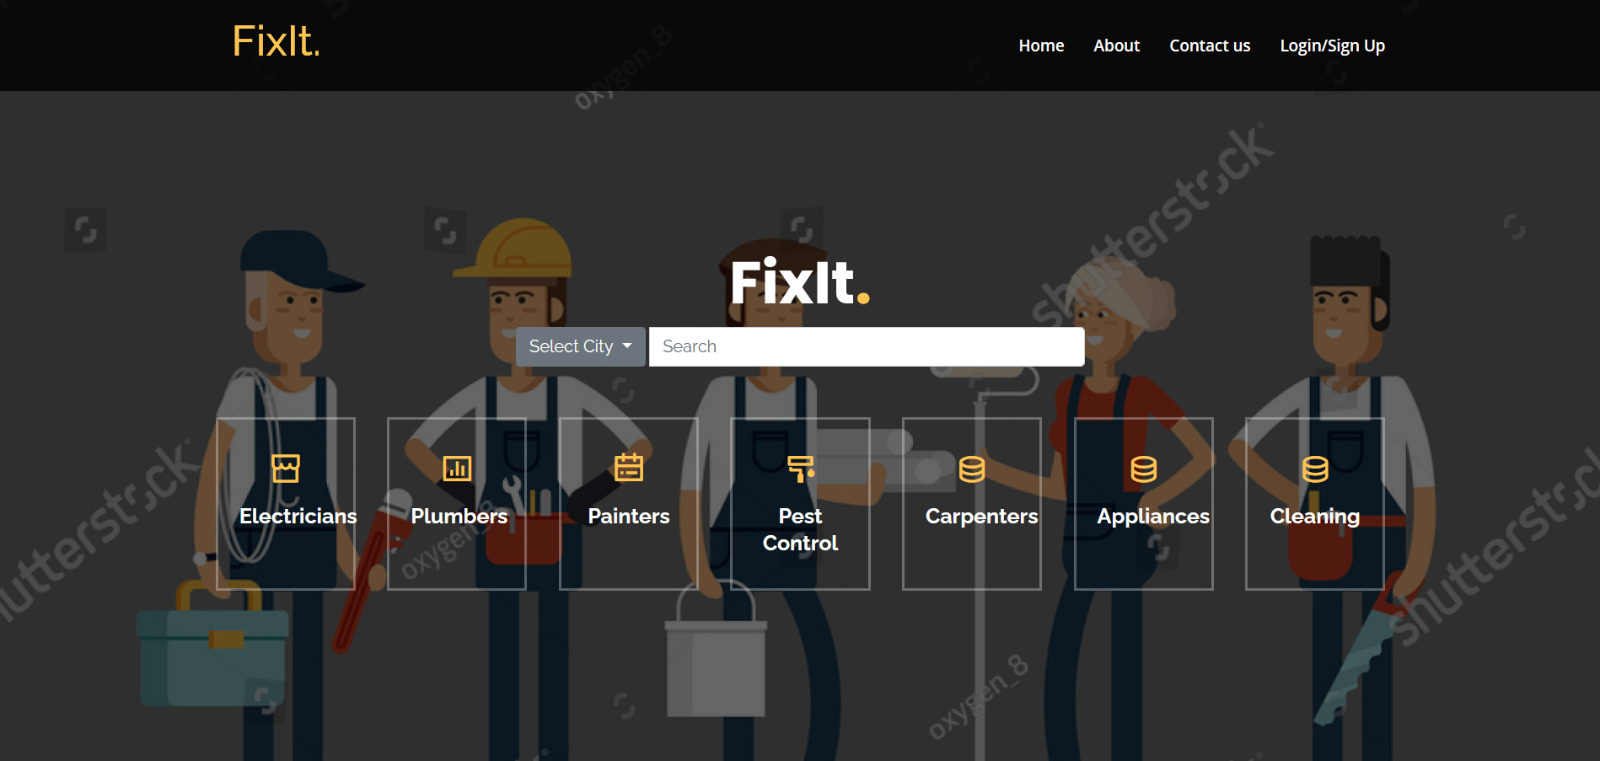 FixIt.
Home About Contact us Login/Sign Up
oxygen_8
shutterstock
FixIt.
Select City Search
Electricians Plumbers Painters Pest Control Carpenters Appliances Cleaning
shutterstock
oxygen_8
shutterstock
oxygen_8